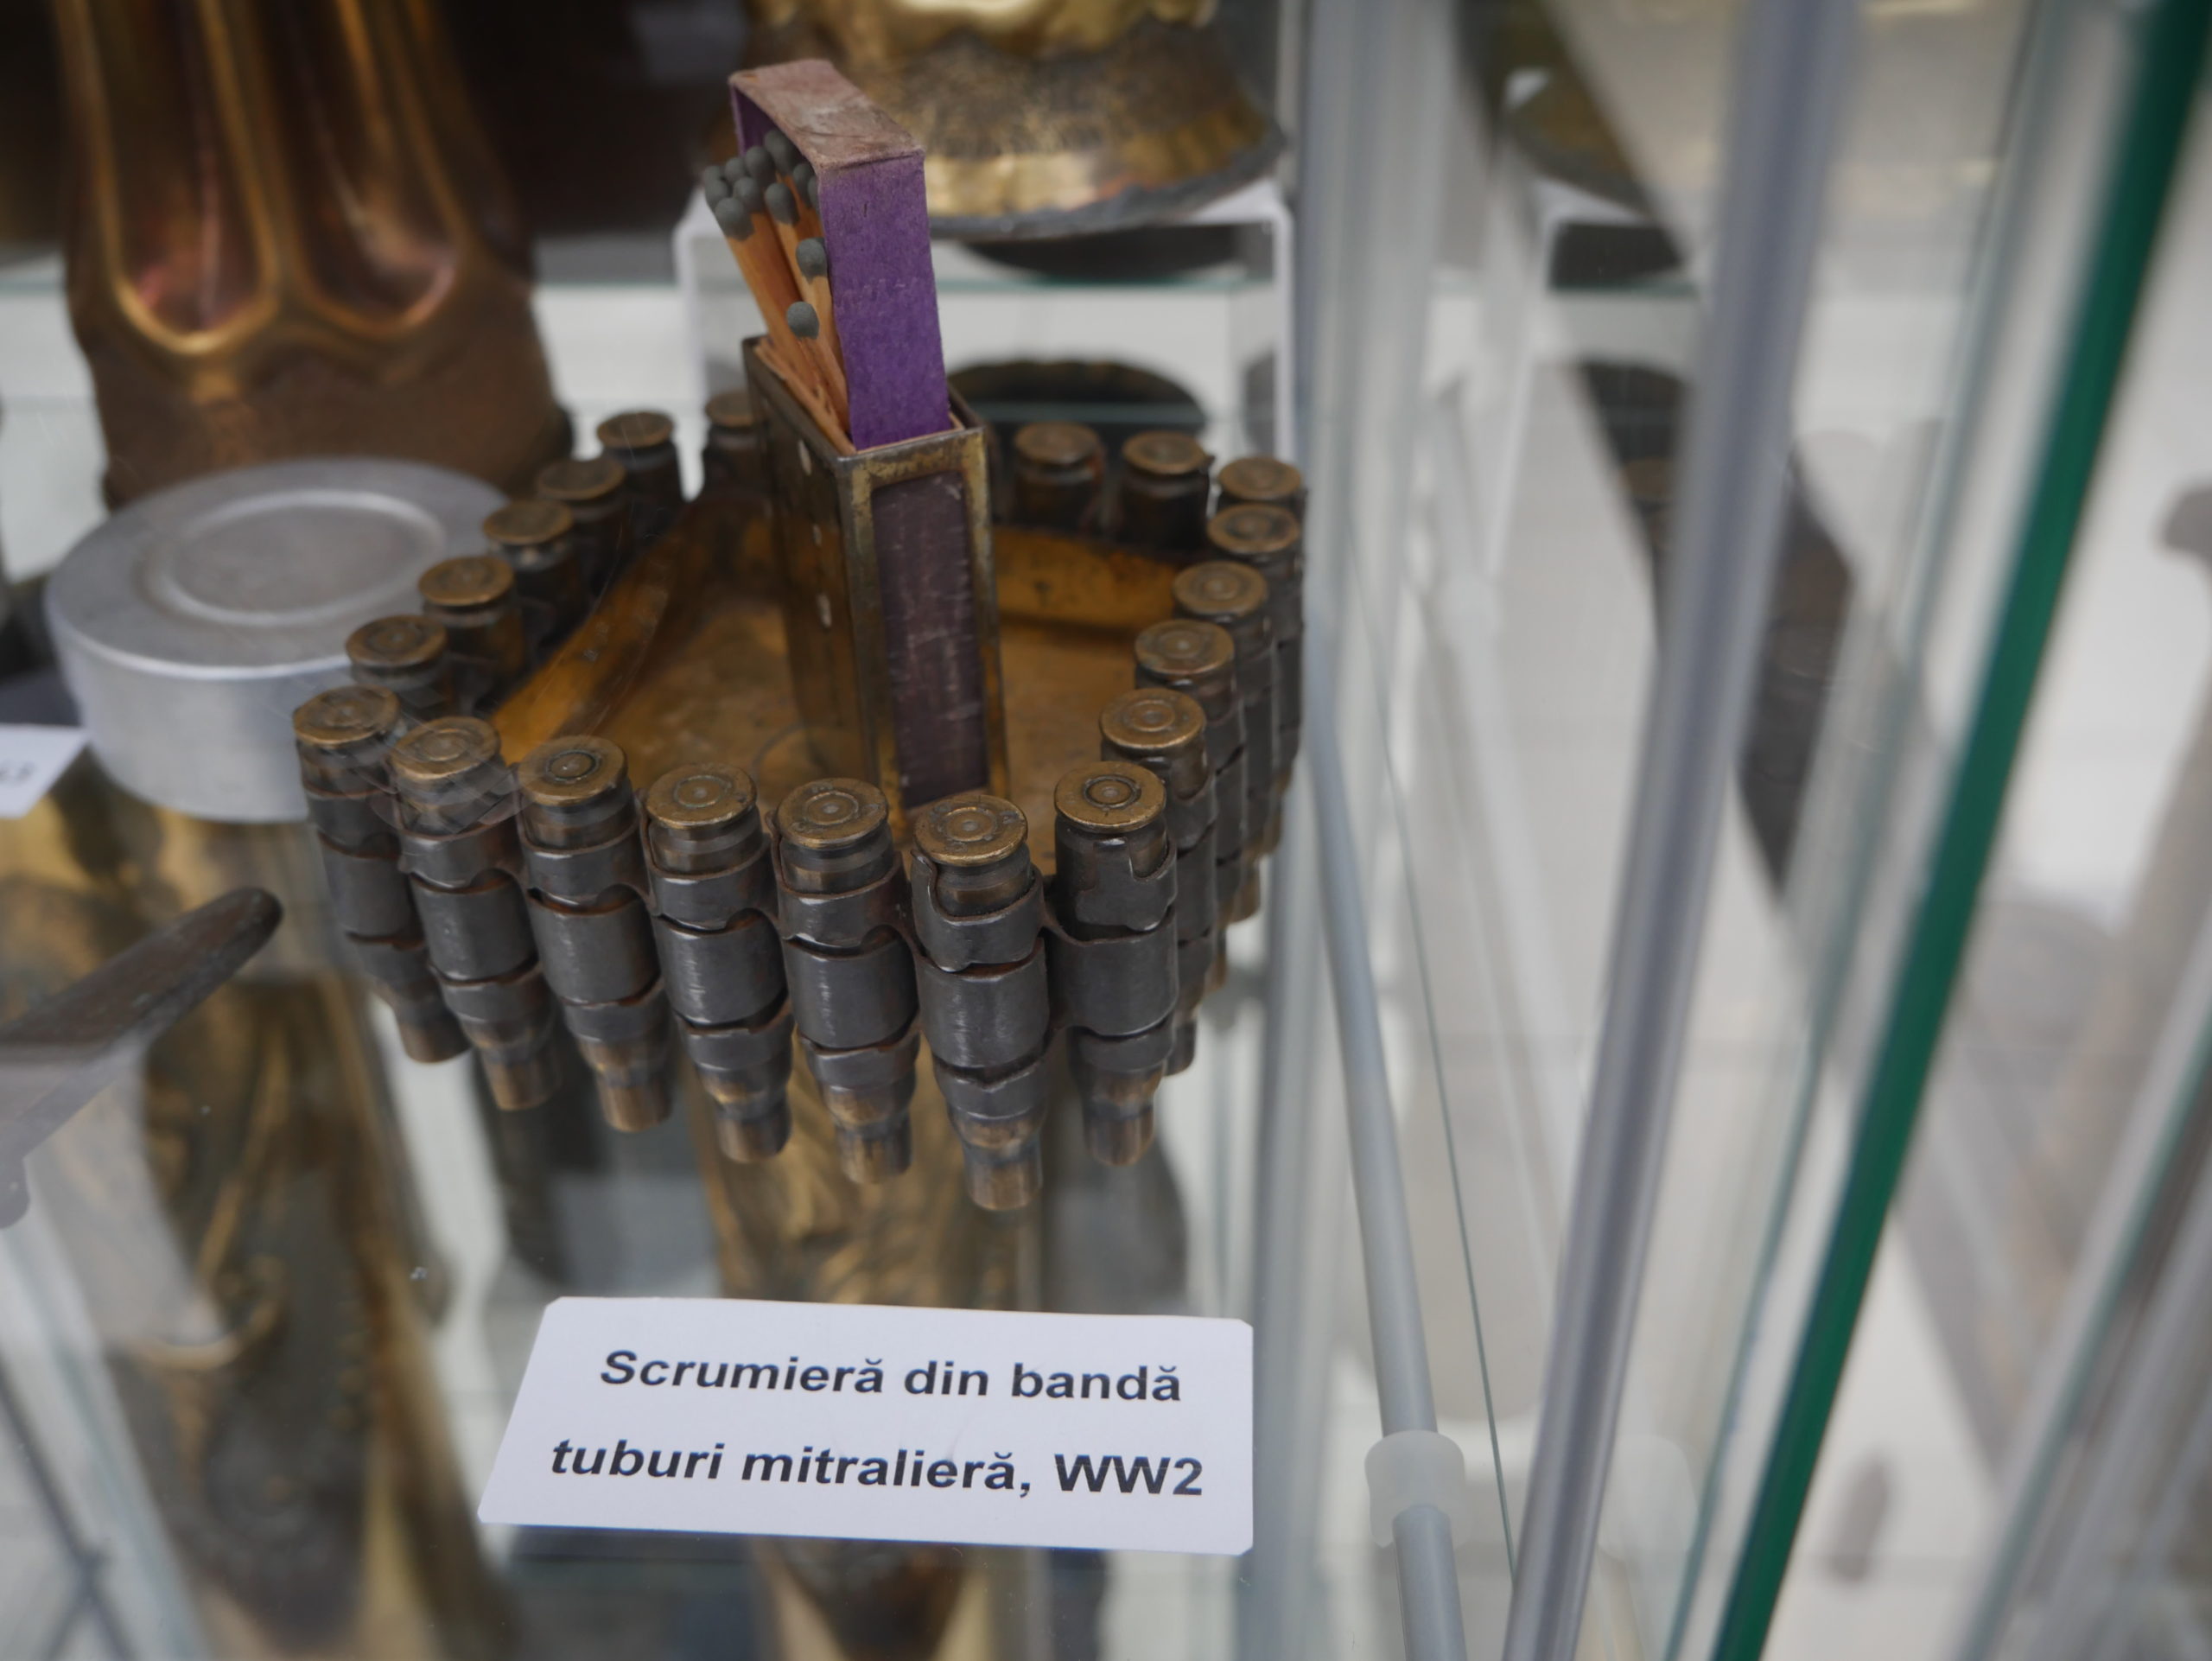 Scrumieră din bandă
tuburi mitralieră, WW2